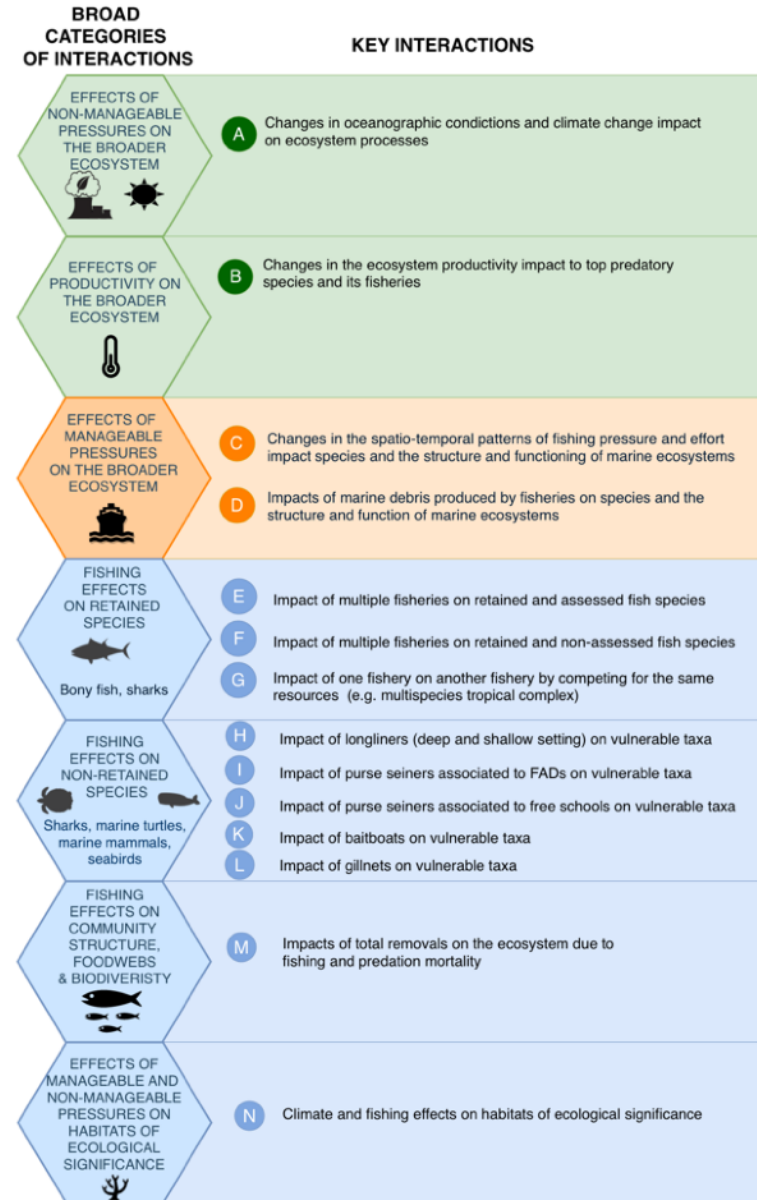 BROAD
CATEGORIES
OF INTERACTIONS
KEY INTERACTIONS
EFFECTS OF
NON-MANAGEABLE
PRESSURES ON
THE BROADER
ECOSYSTEM
A
Changes in oceanographic conditions and climate change impact
on ecosystem processes
EFFECTS OF
PRODUCTIVITY ON
THE BROADER
ECOSYSTEM
B
Changes in the ecosystem productivity impact to top predatory
species and its fisheries
EFFECTS OF
MANAGEABLE
PRESSURES
ON THE BROADER
ECOSYSTEM
C
Changes in the spatio-temporal patterns of fishing pressure and effort
impact species and the structure and functioning of marine ecosystems
D
Impacts of marine debris produced by fisheries on species and the
structure and function of marine ecosystems
FISHING
EFFECTS
ON RETAINED
SPECIES
Bony fish, sharks
E
Impact of multiple fisheries on retained and assessed fish species
F
Impact of multiple fisheries on retained and non-assessed fish species
G
Impact of one fishery on another fishery by competing for the same
resources (e.g. multispecies tropical complex)
FISHING
EFFECTS ON
NON-RETAINED
SPECIES
Sharks, marine turtles,
marine mammals,
seabirds
H
Impact of longliners (deep and shallow setting) on vulnerable taxa
I
Impact of purse seiners associated to FADs on vulnerable taxa
J
Impact of purse seiners associated to free schools on vulnerable taxa
K
Impact of baitboats on vulnerable taxa
L
Impact of gillnets on vulnerable taxa
FISHING
EFFECTS ON
COMMUNITY
STRUCTURE,
FOODWEBS
& BIODIVERISTY
M
Impacts of total removals on the ecosystem due to
fishing and predation mortality
EFFECTS OF
MANAGEABLE AND
NON-MANAGEABLE
PRESSURES ON
HABITATS OF
ECOLOGICAL
SIGNIFICANCE
N
Climate and fishing effects on habitats of ecological significance